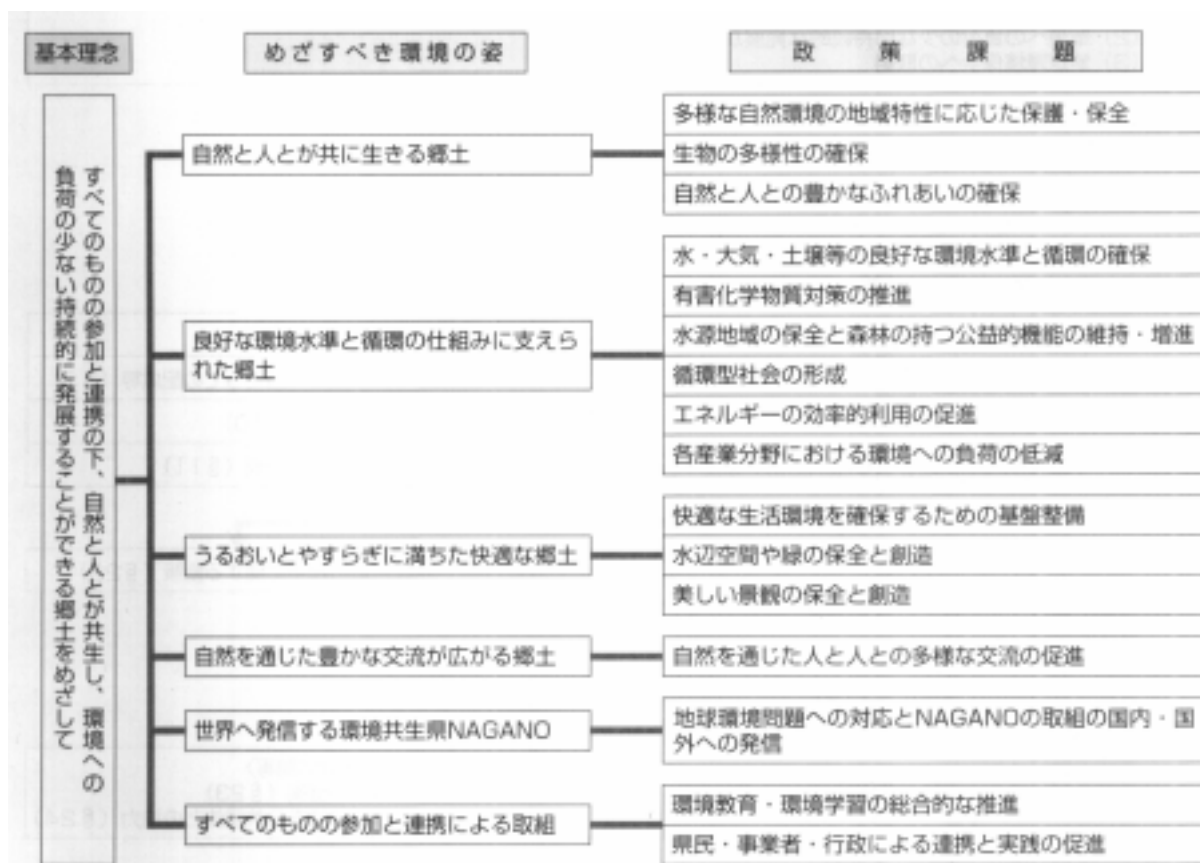 基本理念
めざすべき環境の姿
政策課題
すべてのものの参加と連携の下、自然と人とが共生し、環境への
負荷の少ない持続的に発展することができる郷土をめざして
自然と人とが共に生きる郷土
多様な自然環境の地域特性に応じた保護・保全
生物の多様性の確保
自然と人との豊かなふれあいの確保
良好な環境水準と循環の仕組みに支えら
れた郷土
水・大気・土壌等の良好な環境水準と循環の確保
有害化学物質対策の推進
水源地域の保全と森林の持つ公益的機能の維持・増進
循環型社会の形成
エネルギーの効率的利用の促進
各産業分野における環境への負荷の低減
うるおいとやすらぎに満ちた快適な郷土
快適な生活環境を確保するための基盤整備
水辺空間や緑の保全と創造
美しい景観の保全と創造
自然を通じた豊かな交流が広がる郷土
自然を通じた人と人との多様な交流の促進
世界へ発信する環境共生県NAGANO
地球環境問題への対応とNAGANOの取組の国内・国
外への発信
すべてのものの参加と連携による取組
環境教育・環境学習の総合的な推進
県民・事業者・行政による連携と実践の促進